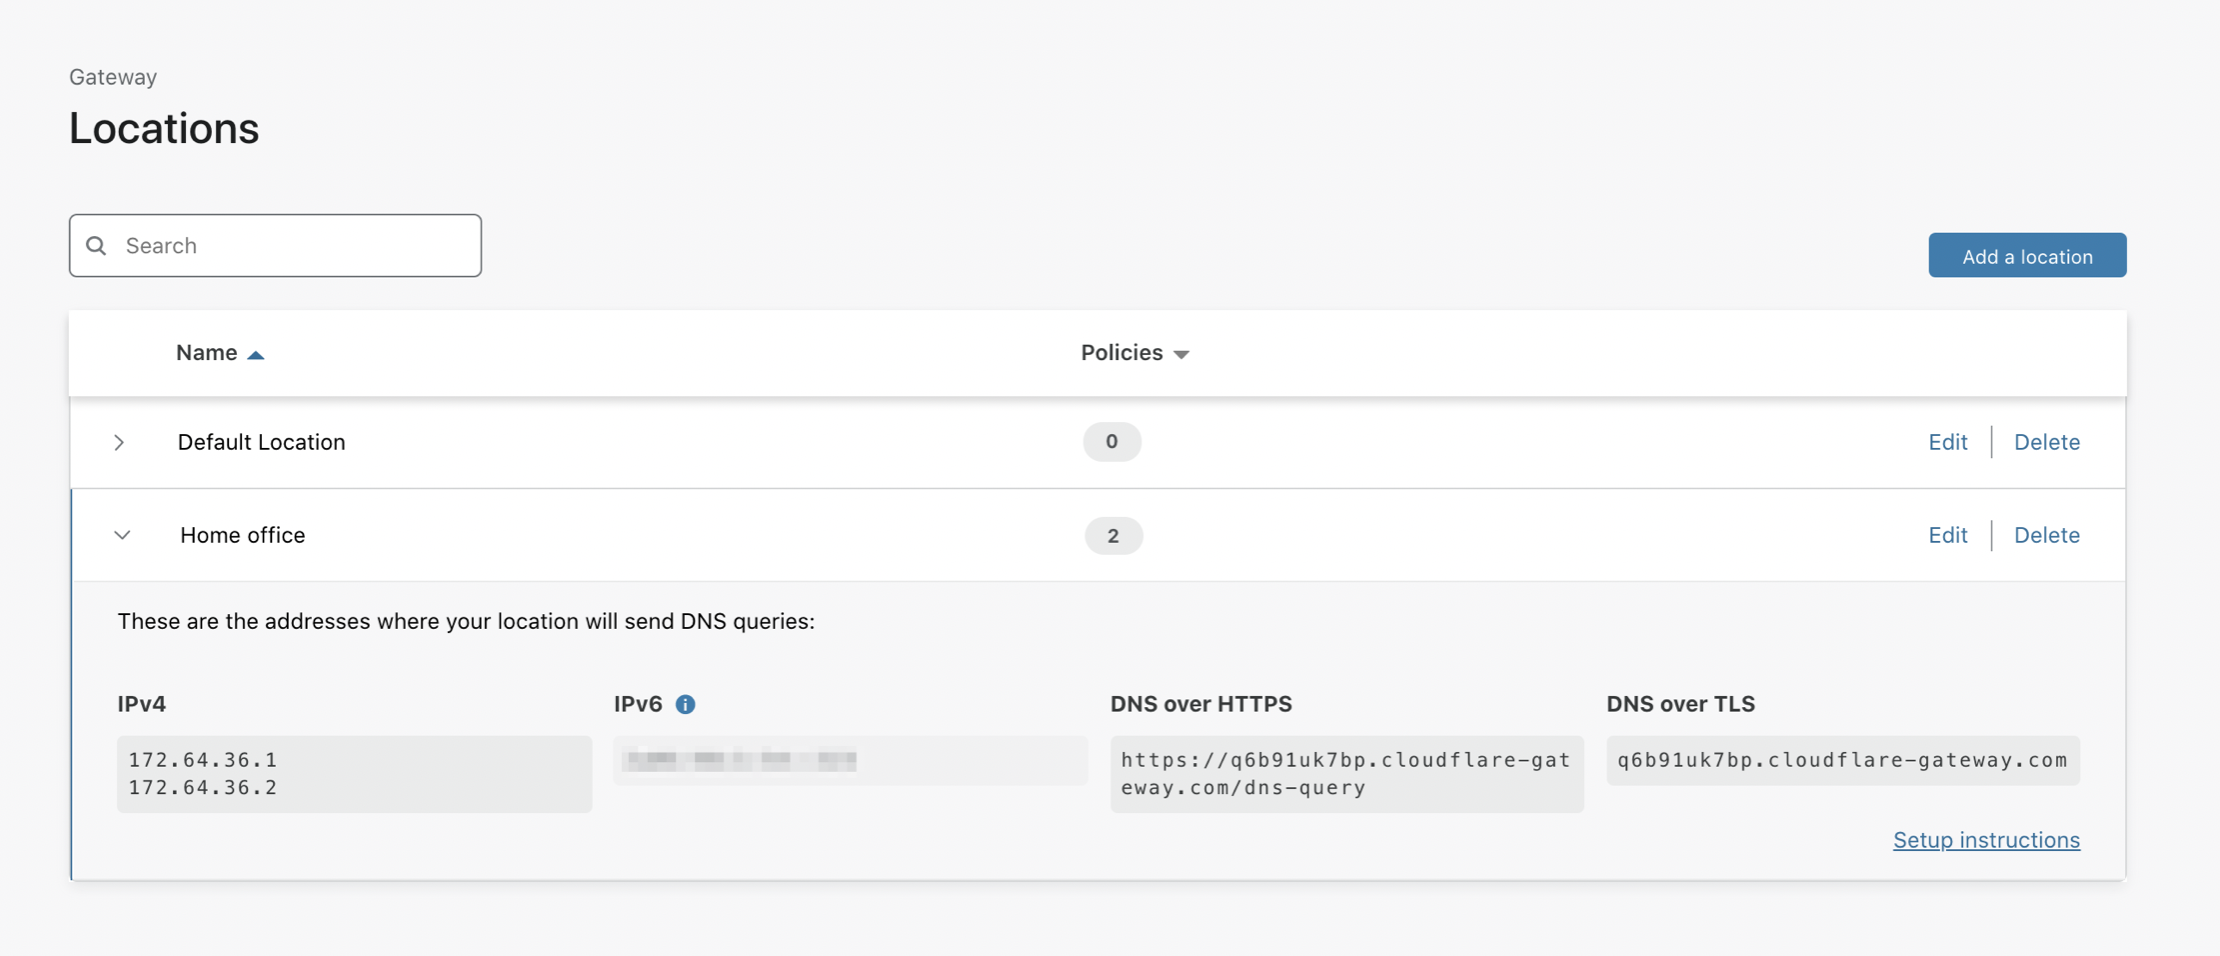 Gateway
Locations
Search
Add a location
Name
Policies
Default Location
0
Edit
Delete
Home office
2
Edit
Delete
These are the addresses where your location will send DNS queries:
IPv4
172.64.36.1
172.64.36.2
IPv6
DNS over HTTPS
https://q6b91uk7bp.cloudflare-gat
eway.com/dns-query
DNS over TLS
q6b91uk7bp.cloudflare-gateway.com
Setup instructions